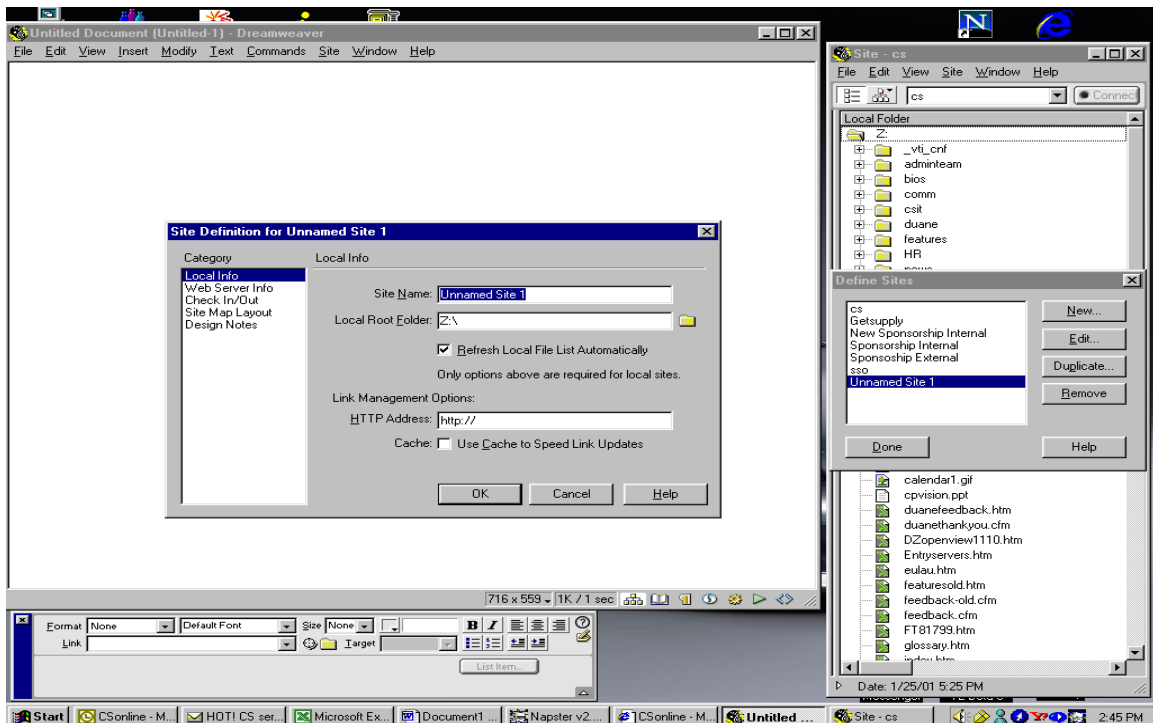 Untitled Document (Untitled-1) - Dreamweaver
File Edit View Insert Modify Text Commands Site Window Help
Site Definition for Unnamed Site 1
Category
Local Info
Web Server Info
Check In/Out
Site Map Layout
Design Notes
Local Info
Site Name: Unnamed Site 1
Local Root Folder: Z:\
Refresh Local File List Automatically
Only options above are required for local sites.
Link Management Options:
HTTP Address: http://
Cache: Use Cache to Speed Link Updates
OK Cancel Help
716 x 559 1K / 1 sec
Format None Default Font Size None B I
Link Target
List Item...
N
Site - cs
File Edit View Site Window Help
cs Connect
Local Folder
Z:
_vti_cnf
adminteam
bios
comm
csit
duane
features
HR
news
Define Sites
cs
Getsupply
New Sponsorship Internal
Sponsorship Internal
Sponsoship External
sso
Unnamed Site 1
New...
Edit...
Duplicate...
Remove
Done Help
calendar1.gif
cpvision.ppt
duanefeedback.htm
duanethankyou.cfm
DZopenview1110.htm
Entryservers.htm
eulau.htm
featuresold.htm
feedback-old.cfm
feedback.cfm
FT81799.htm
glossary.htm
index.htm
Date: 1/25/01 5:25 PM
Start CSonline - M... HOT! CS ser... Microsoft Ex... Document1 ... Napster v2.... CSonline - M... Untitled ... Site - cs 2:45 PM